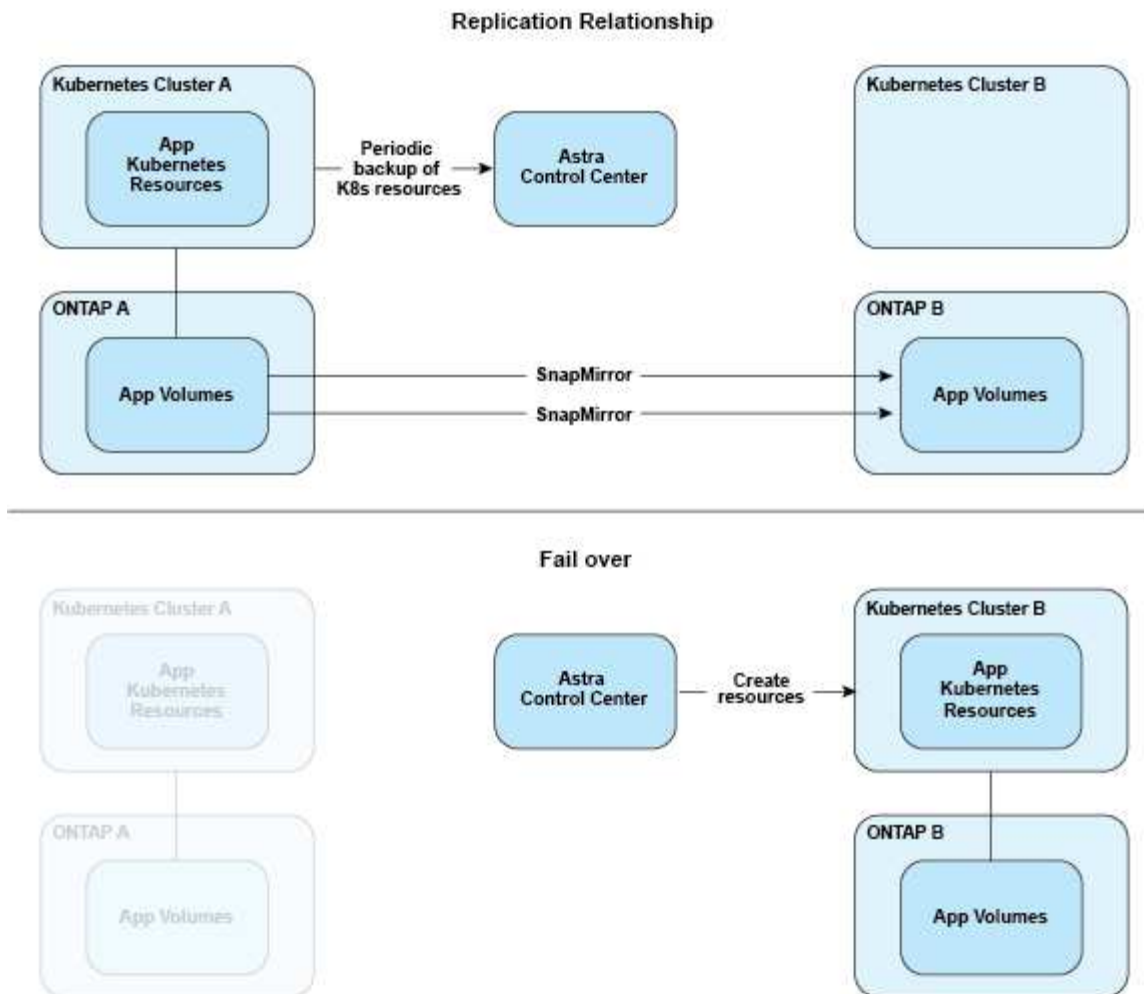 Replication Relationship
Kubernetes Cluster A
App
Kubernetes
Resources
Periodic
backup of
K8s resources
Astra
Control Center
Kubernetes Cluster B
ONTAP A
App Volumes
SnapMirror
SnapMirror
ONTAP B
App Volumes
Fail over
Kubernetes Cluster A
App
Kubernetes
Resources
Astra
Control Center
Create
resources
Kubernetes Cluster B
App
Kubernetes
Resources
ONTAP A
App Volumes
ONTAP B
App Volumes